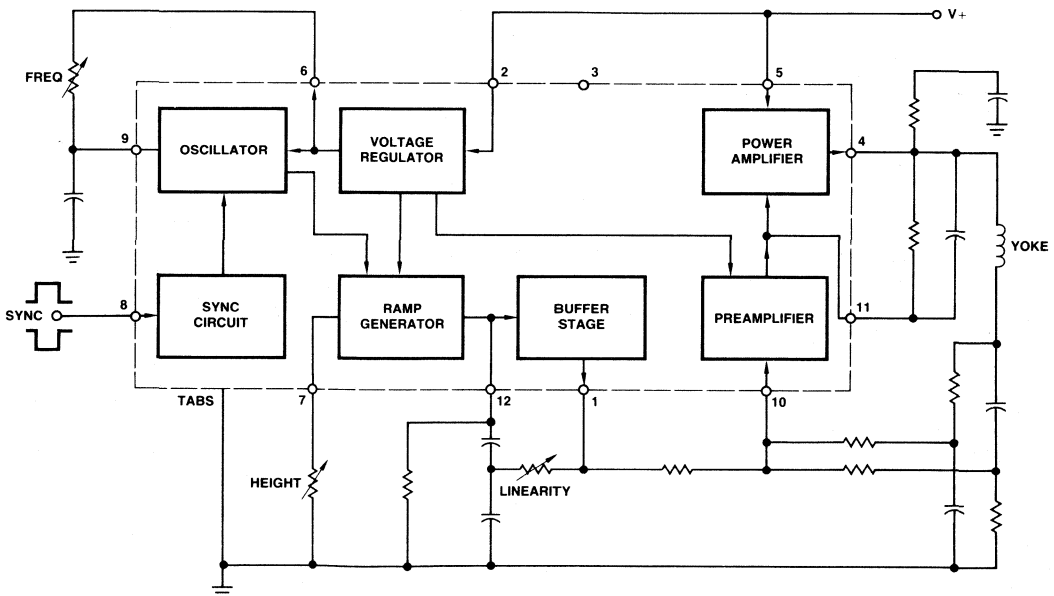 V+
FREQ
6
2
3
5
9
OSCILLATOR
VOLTAGE
REGULATOR
POWER
AMPLIFIER
4
YOKE
SYNC
8
SYNC
CIRCUIT
RAMP
GENERATOR
BUFFER
STAGE
PREAMPLIFIER
11
TABS
7
12
1
10
HEIGHT
LINEARITY